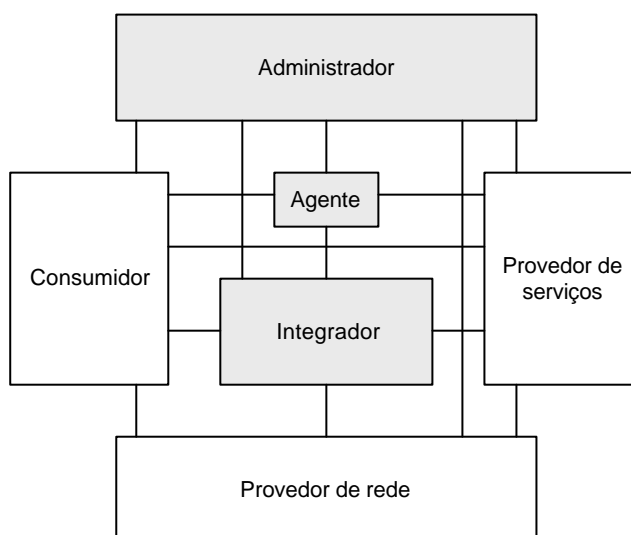 Administrador
Agente
Consumidor
Provedor de
serviços
Integrador
Provedor de rede